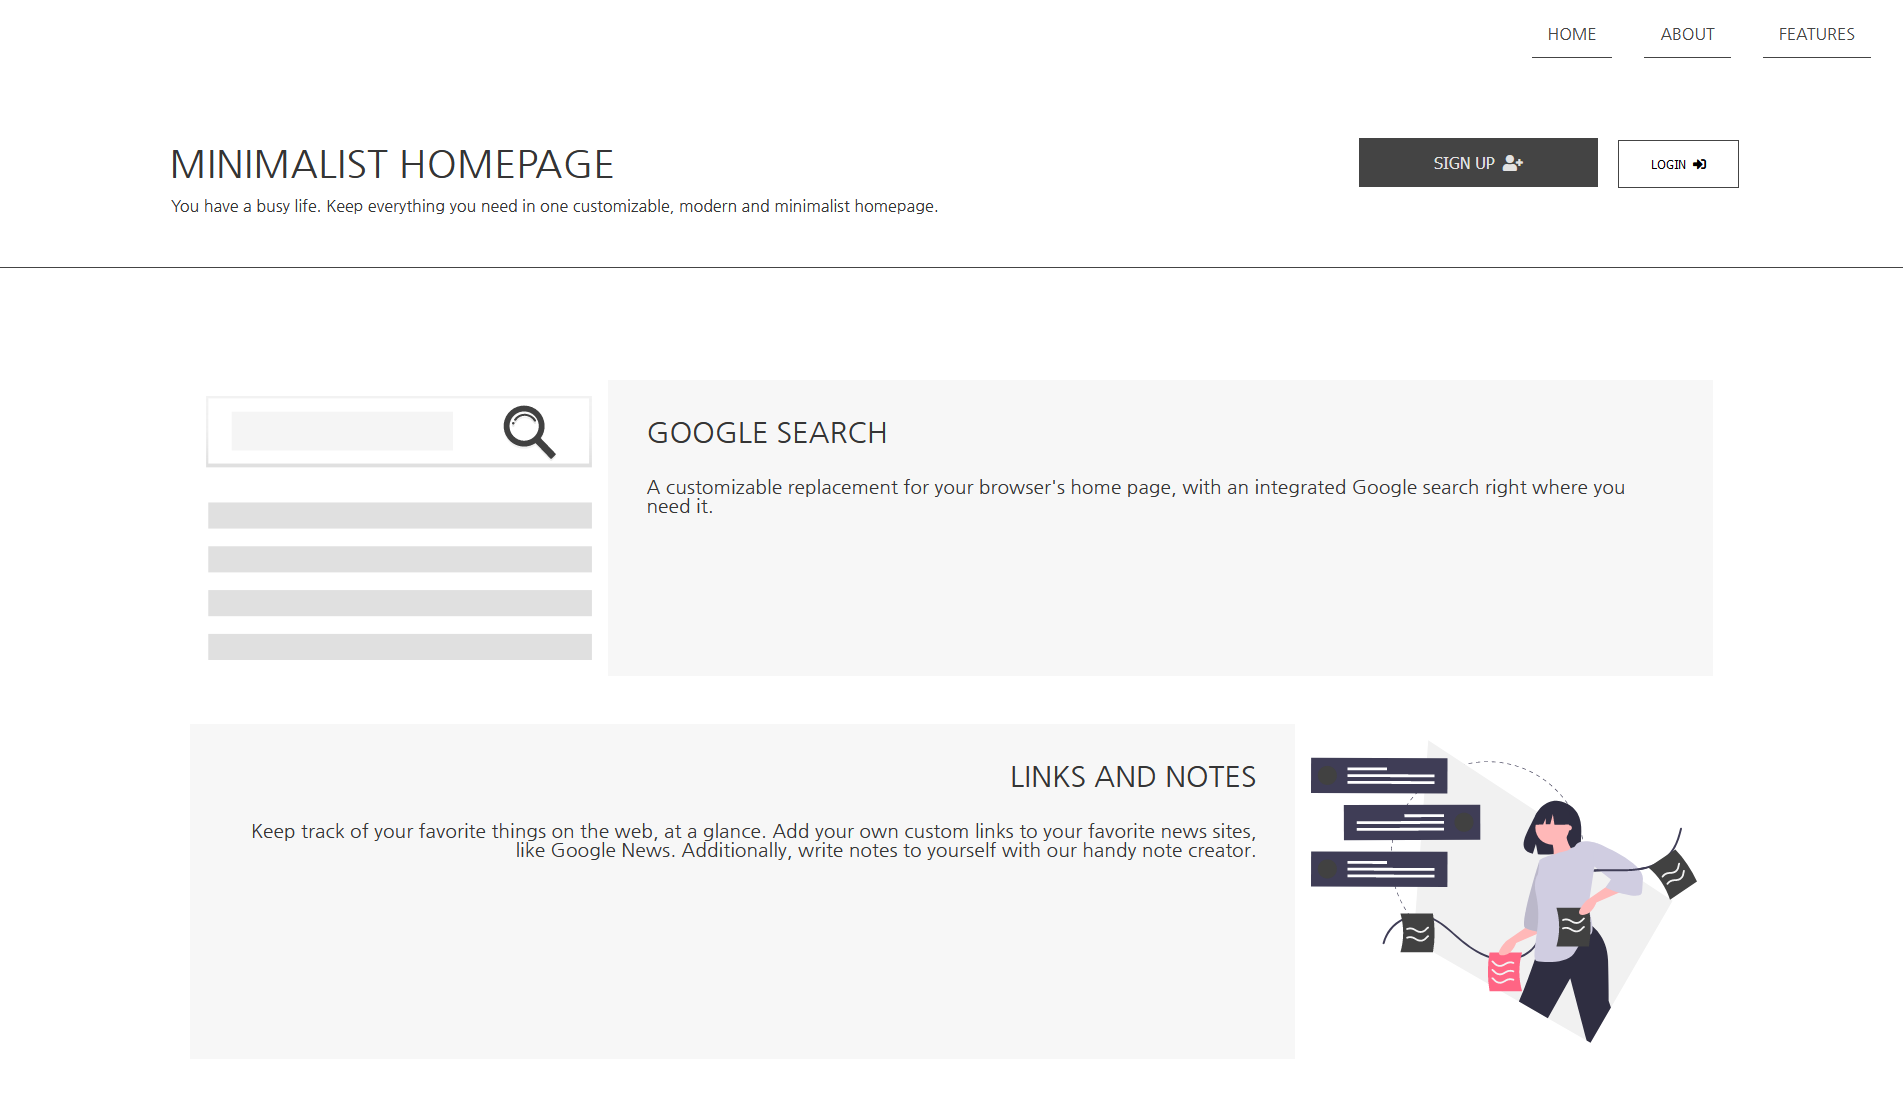 HOME ABOUT FEATURES
MINIMALIST HOMEPAGE
SIGN UP
LOGIN
You have a busy life. Keep everything you need in one customizable, modern and minimalist homepage.
GOOGLE SEARCH
A customizable replacement for your browser's home page, with an integrated Google search right where you
need it.
LINKS AND NOTES
Keep track of your favorite things on the web, at a glance. Add your own custom links to your favorite news sites,
like Google News. Additionally, write notes to yourself with our handy note creator.